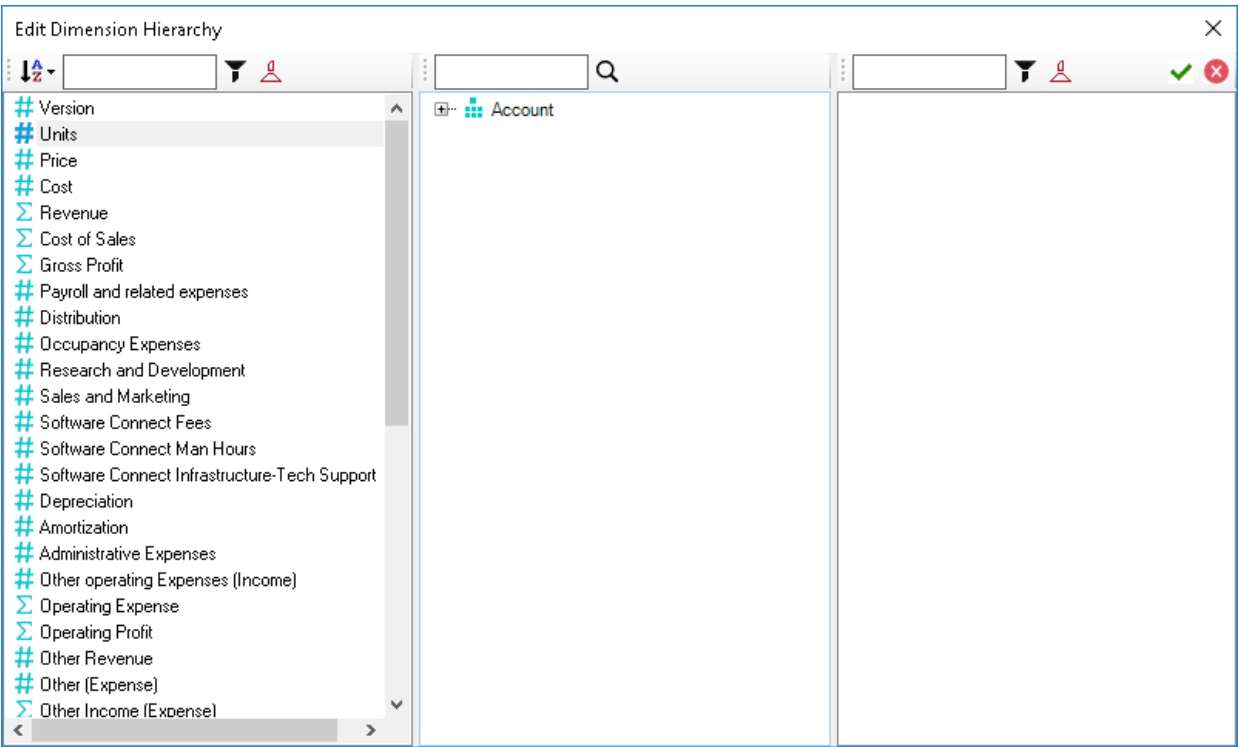 Edit Dimension Hierarchy
Version
Units
Price
Cost
Revenue
Cost of Sales
Gross Profit
Payroll and related expenses
Distribution
Occupancy Expenses
Research and Development
Sales and Marketing
Software Connect Fees
Software Connect Man Hours
Software Connect Infrastructure-Tech Support
Depreciation
Amortization
Administrative Expenses
Other operating Expenses (Income)
Operating Expense
Operating Profit
Other Revenue
Other (Expense)
Other Income (Expense)
Account